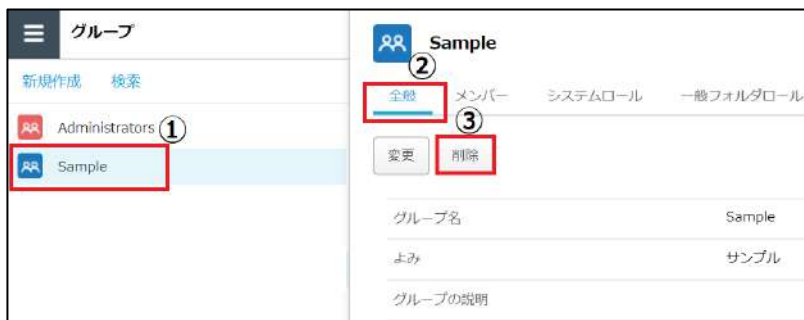 グループ
新規作成 検索
Administrators ①
Sample
Sample
②
全般 メンバー システムロール 一般フォルダロール
③
変更 削除
グループ名 Sample
よみ サンプル
グループの説明